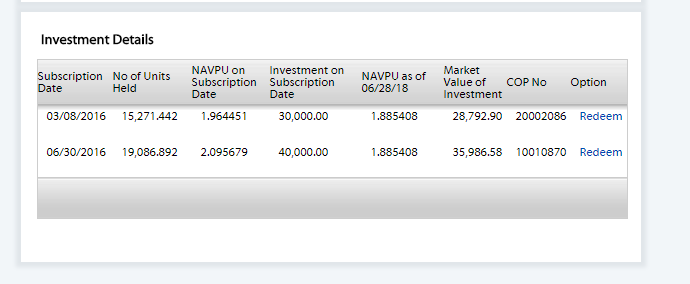 Investment Details
Subscription Date No of Units Held NAVPU on Subscription Date Investment on Subscription Date NAVPU as of 06/28/18 Market Value of Investment COP No Option
03/08/2016 15,271.442 1.964451 30,000.00 1.885408 28,792.90 20002086 Redeem
06/30/2016 19,086.892 2.095679 40,000.00 1.885408 35,986.58 10010870 Redeem